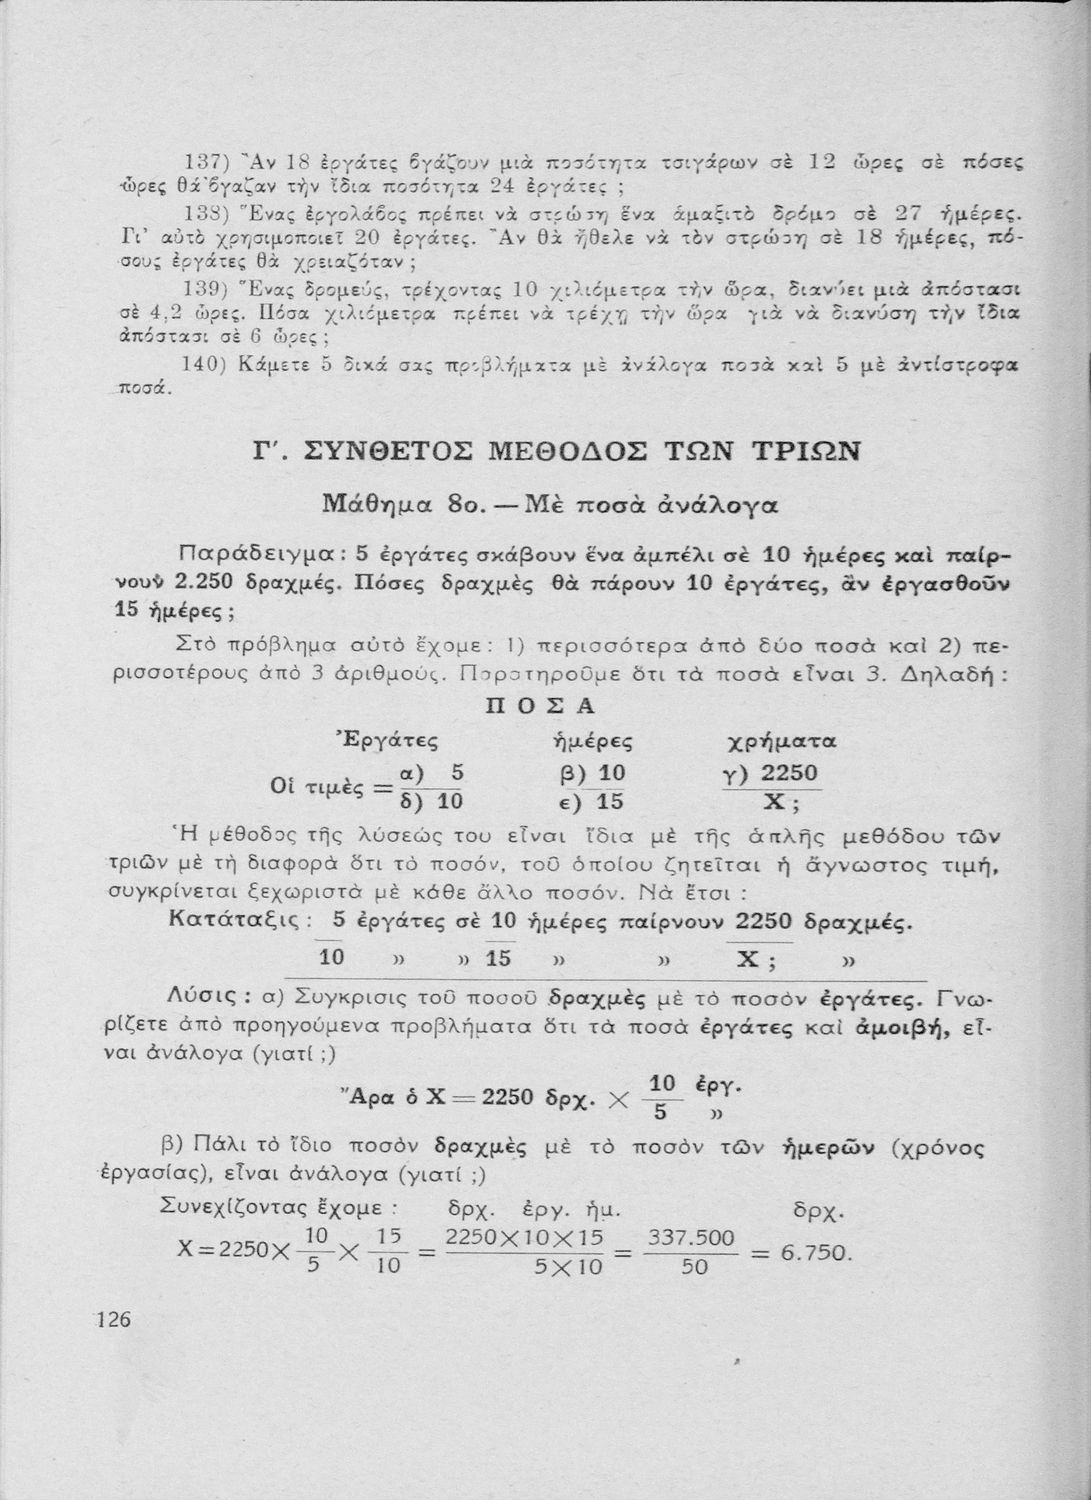 137) Ἂν 18 ἐργάτες βγάζουν μιὰ ποσότητα τσιγάρων σὲ 12 ὧρες σὲ πόσες
ὧρες θά 'βγαζαν τὴν ἴδια ποσότητα 24 ἐργάτες ;
138) Ἕνας ἐργολάβος πρέπει νὰ στρώση ἕνα ἁμαξιτὸ δρόμο σὲ 27 ἡμέρες.
Γι' αὐτὸ χρησιμοποιεῖ 20 ἐργάτες. Ἂν θὰ ἤθελε νὰ τὸν στρώση σὲ 18 ἡμέρες, πό-
σους ἐργάτες θὰ χρειαζόταν ;
139) Ἕνας δρομεύς, τρέχοντας 10 χιλιόμετρα τὴν ὥρα, διανύει μιὰ ἀπόστασι
σὲ 4,2 ὧρες. Πόσα χιλιόμετρα πρέπει νὰ τρέχῃ τὴν ὥρα γιὰ νὰ διανύση τὴν ἴδια
ἀπόστασι σὲ 6 ὧρες ;
140) Κάμετε 5 δικά σας προβλήματα μὲ ἀνάλογα ποσὰ καὶ 5 μὲ ἀντίστροφα
ποσά.
Γ'. ΣΥΝΘΕΤΟΣ ΜΕΘΟΔΟΣ ΤΩΝ ΤΡΙΩΝ
Μάθημα 8ο. — Μὲ ποσὰ ἀνάλογα
Παράδειγμα : 5 ἐργάτες σκάβουν ἕνα ἀμπέλι σὲ 10 ἡμέρες καὶ παίρ-
νουν 2.250 δραχμές. Πόσες δραχμὲς θὰ πάρουν 10 ἐργάτες, ἂν ἐργασθοῦν
15 ἡμέρες ;
Στὸ πρόβλημα αὐτὸ ἔχομε : 1) περισσότερα ἀπὸ δύο ποσὰ καὶ 2) πε-
ρισσοτέρους ἀπὸ 3 ἀριθμούς. Παρατηροῦμε ὅτι τὰ ποσὰ εἶναι 3. Δηλαδή :
Π Ο Σ Α
Ἐργάτες ἡμέρες χρήματα
Οἱ τιμὲς = α) 5 β) 10 γ) 2250
δ) 10 ε) 15 Χ ;
Ἡ μέθοδος τῆς λύσεώς του εἶναι ἴδια μὲ τῆς ἁπλῆς μεθόδου τῶν
τριῶν μὲ τὴ διαφορὰ ὅτι τὸ ποσόν, τοῦ ὁποίου ζητεῖται ἡ ἄγνωστος τιμή,
συγκρίνεται ξεχωριστὰ μὲ κάθε ἄλλο ποσόν. Νὰ ἔτσι :
Κατάταξις : 5 ἐργάτες σὲ 10 ἡμέρες παίρνουν 2250 δραχμές.
10 » » 15 » » Χ ; »
Λύσις : α) Συγκρισις τοῦ ποσοῦ δραχμὲς μὲ τὸ ποσὸν ἐργάτες. Γνω-
ρίζετε ἀπὸ προηγούμενα προβλήματα ὅτι τὰ ποσὰ ἐργάτες καὶ ἀμοιβή, εἶ-
ναι ἀνάλογα (γιατί ;)
Ἄρα ὁ Χ = 2250 δρχ. × 10 ἐργ.
5 »
β) Πάλι τὸ ἴδιο ποσὸν δραχμὲς μὲ τὸ ποσὸν τῶν ἡμερῶν (χρόνος
ἐργασίας), εἶναι ἀνάλογα (γιατί ;)
Συνεχίζοντας ἔχομε : δρχ. ἐργ. ἡμ. δρχ.
Χ = 2250 × 10/5 × 15/10 = 2250×10×15/5×10 = 337.500/50 = 6.750.
126